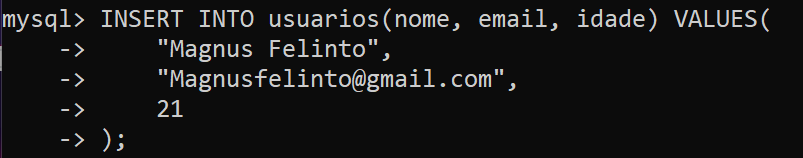 mysql> INSERT INTO usuarios(nome, email, idade) VALUES(
    ->     "Magnus Felinto",
    ->     "Magnusfelinto@gmail.com",
    ->     21
    -> );